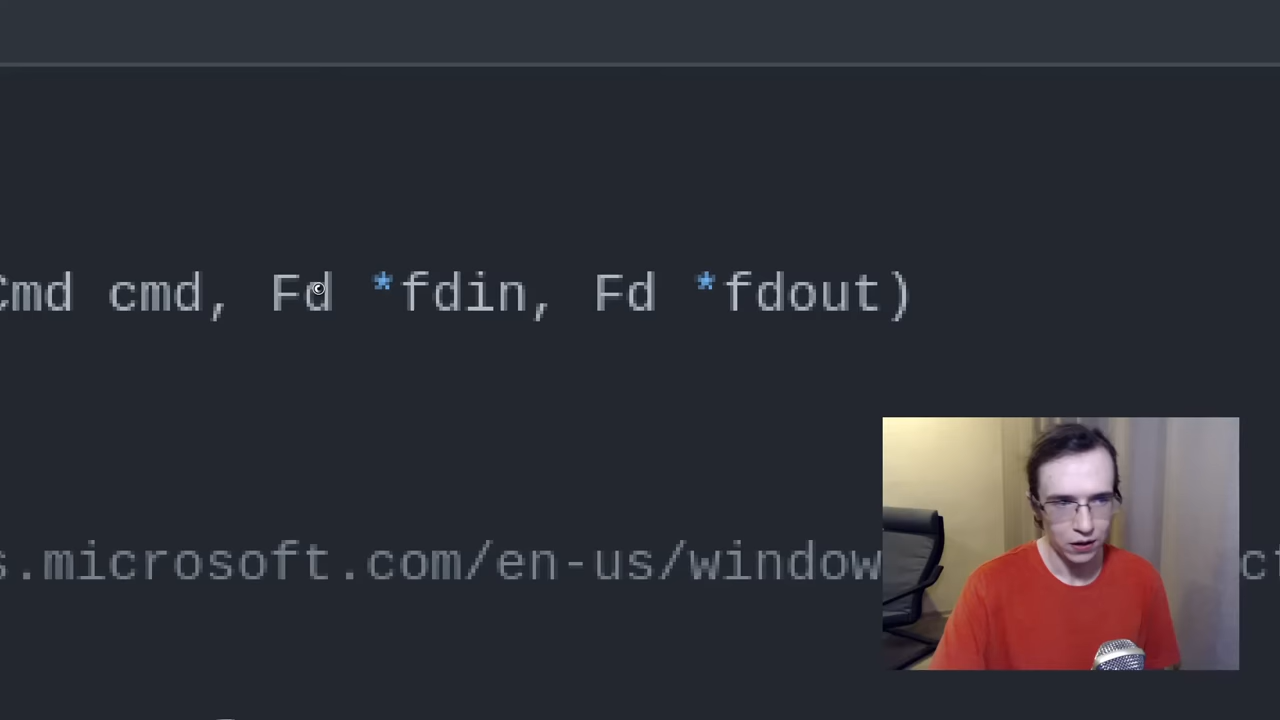 Cmd cmd, Fd *fdin, Fd *fdout)
s.microsoft.com/en-us/window